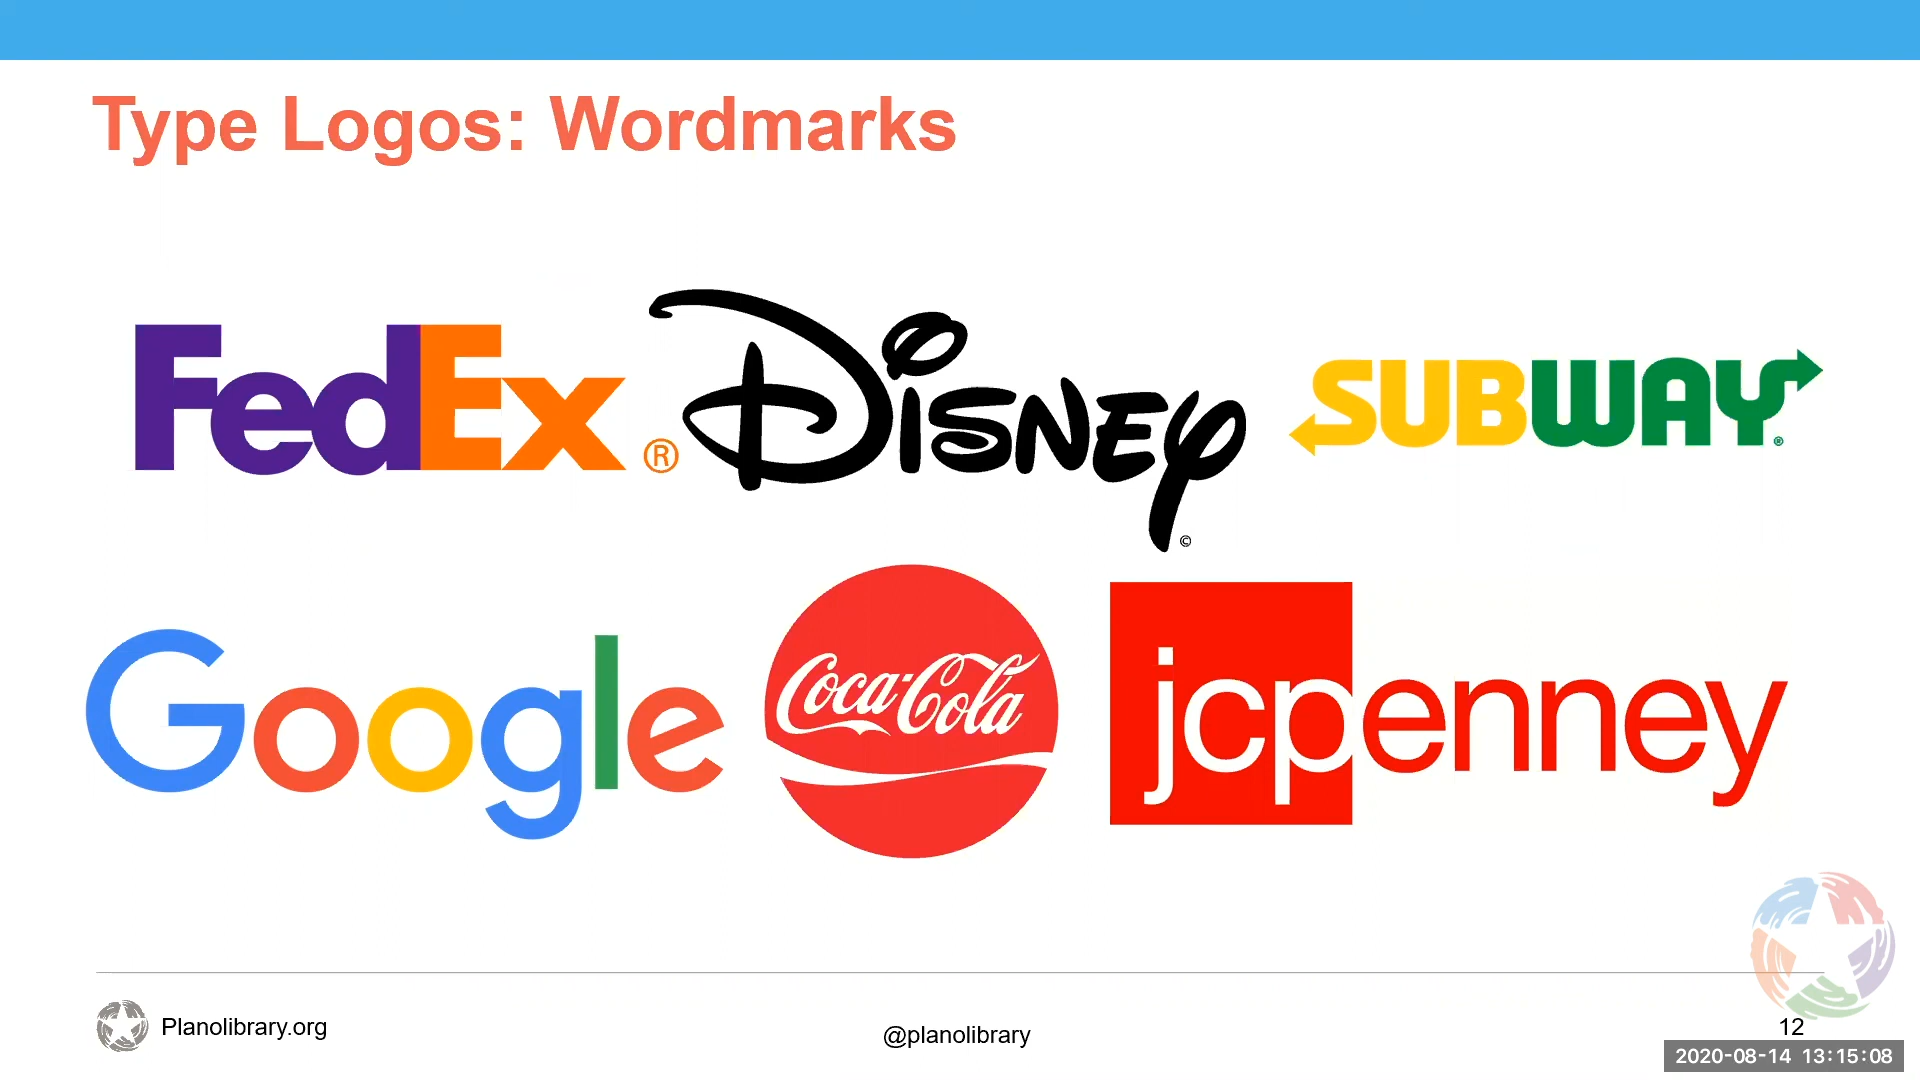 Type Logos: Wordmarks
FedEx ®
Disney ©
SUBWAY ®
Google
Coca-Cola
jcpenney
Planolibrary.org
@planolibrary
12
2020-08-14 13:15:08